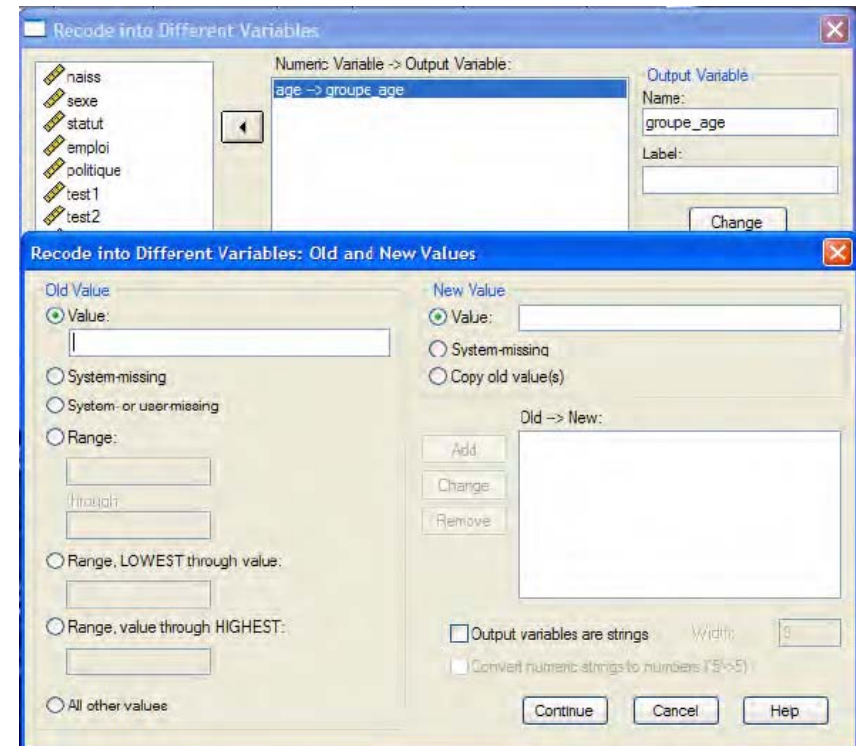 Recode into Different Variables
naiss
sexe
statut
emploi
politique
test1
test2
Numeric Variable -> Output Variable:
age --> groupe_age
Output Variable
Name:
groupe_age
Label:
Change
Recode into Different Variables: Old and New Values
Old Value
Value:
System-missing
System- or user-missing
Range:
through
Range, LOWEST through value:
Range, value through HIGHEST:
All other values
New Value
Value:
System-missing
Copy old value(s)
Old --> New:
Add
Change
Remove
Output variables are strings
Width:
8
Convert numeric strings to numbers ('5'->5)
Continue
Cancel
Help